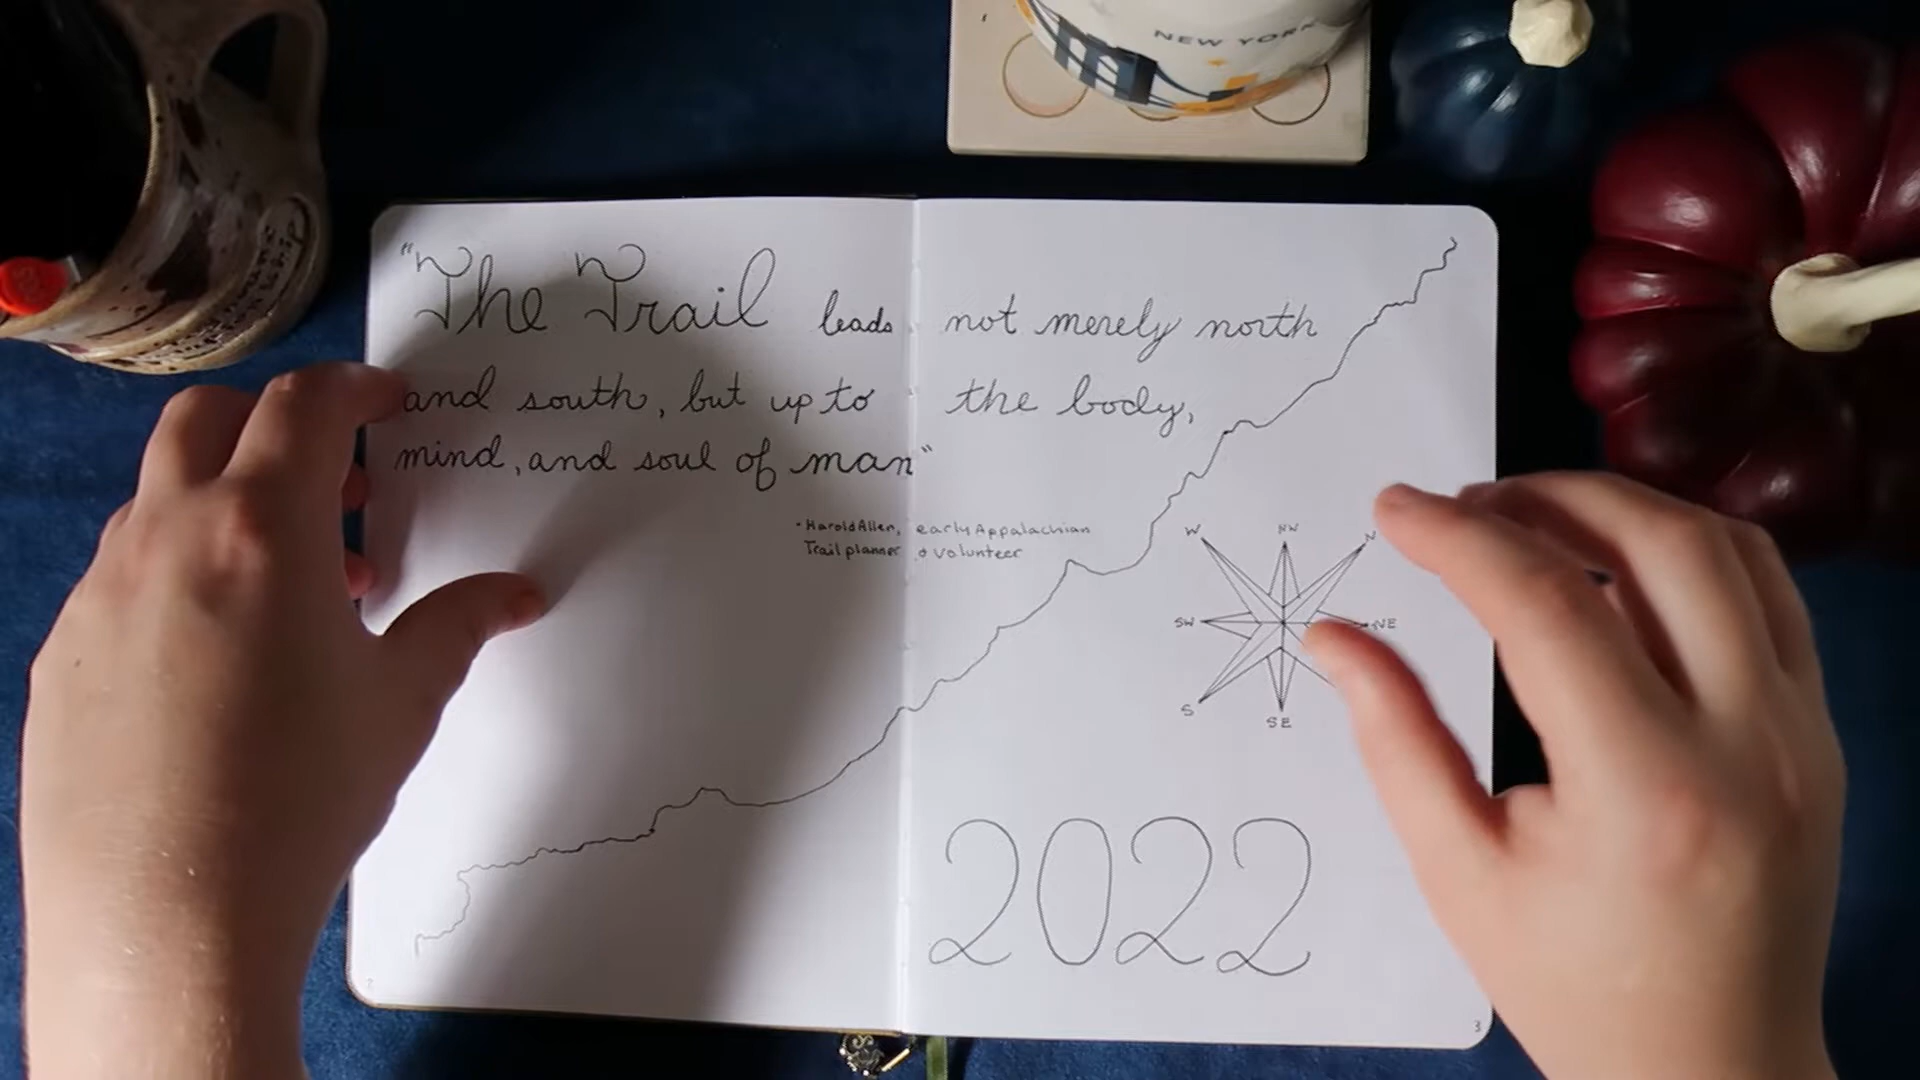 NEW YORK
"The Trail leads not merely north
and south, but up to the body,
mind, and soul of man"
- Harold Allen, early Appalachian
Trail planner & volunteer
W NW N
SW NE
S SE
2022
3